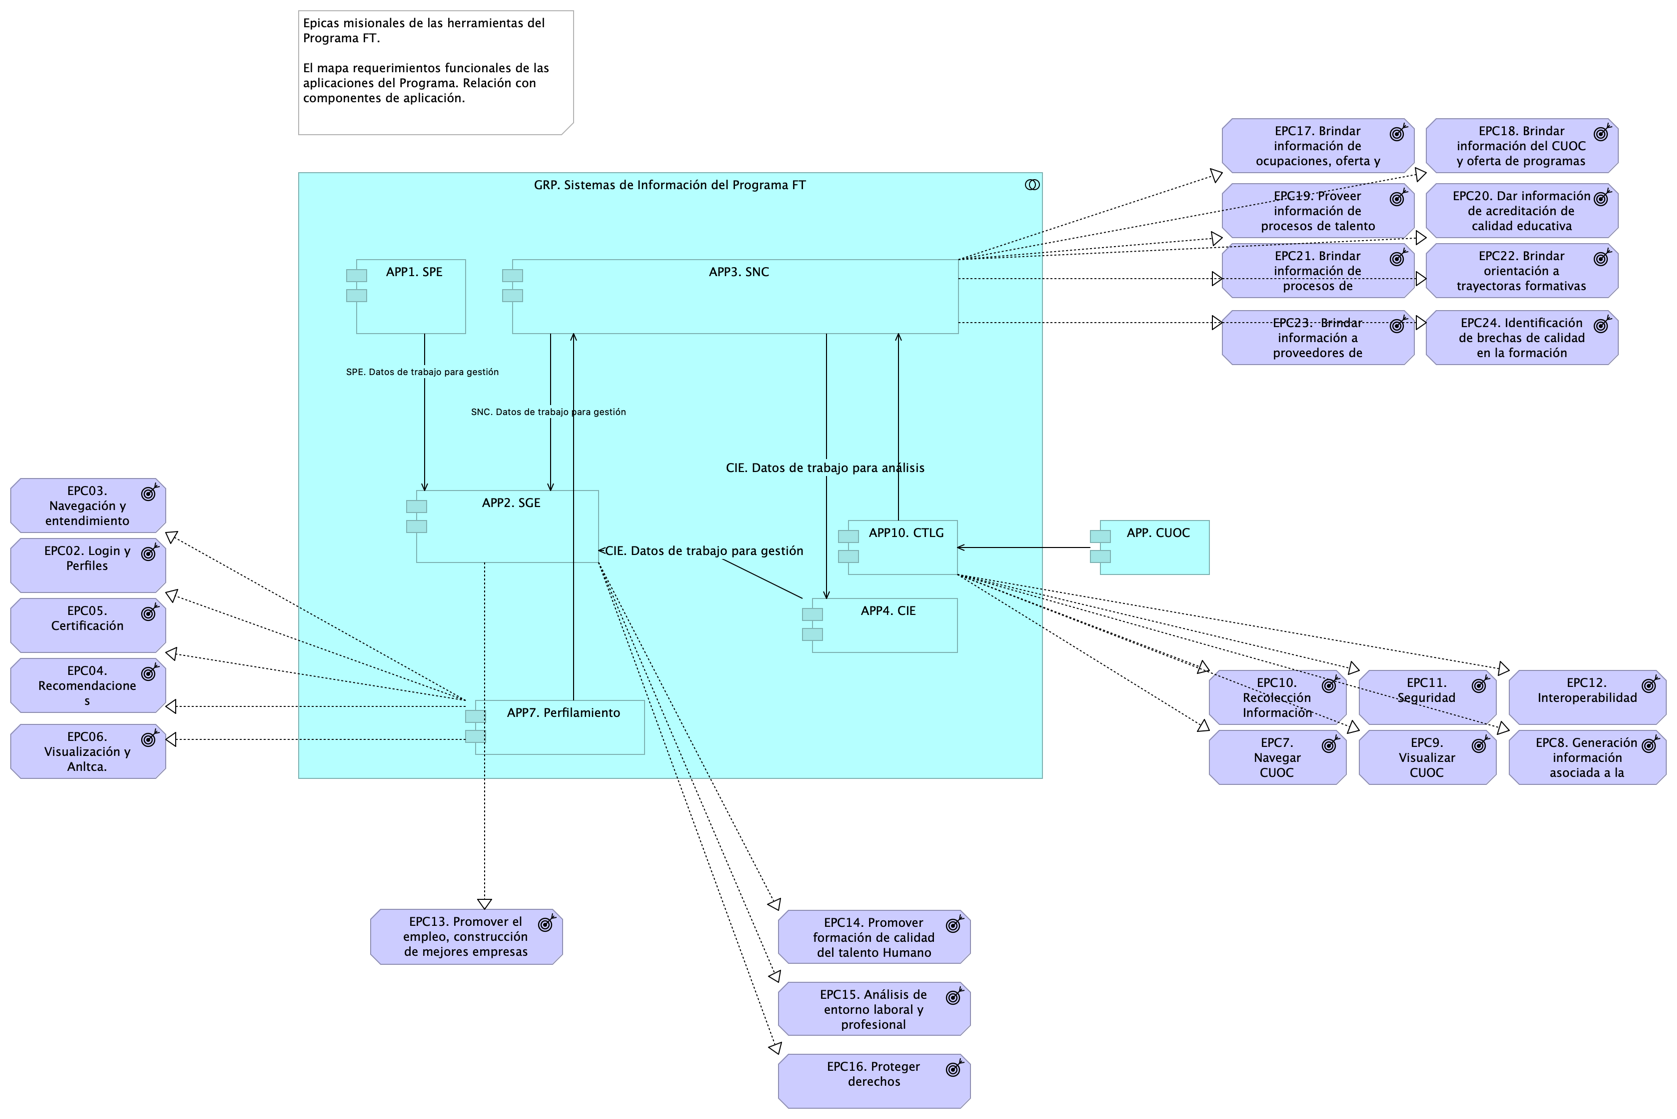 Epicas misionales de las herramientas del
Programa FT.
El mapa requerimientos funcionales de las
aplicaciones del Programa. Relación con
componentes de aplicación.
EPC17. Brindar
información de
ocupaciones, oferta y
EPC18. Brindar
información del CUOC
y oferta de programas
GRP. Sistemas de Información del Programa FT
EPC19. Proveer
información de
procesos de talento
EPC20. Dar información
de acreditación de
calidad educativa
APP1. SPE
APP3. SNC
EPC21. Brindar
información de
procesos de
EPC22. Brindar
orientación a
trayectoras formativas
EPC23. Brindar
información a
proveedores de
EPC24. Identificación
de brechas de calidad
en la formación
SPE. Datos de trabajo para gestión
SNC. Datos de trabajo para gestión
CIE. Datos de trabajo para análisis
EPC03.
Navegación y
entendimiento
APP2. SGE
EPC02. Login y
Perfiles
CIE. Datos de trabajo para gestión
APP10. CTLG
APP. CUOC
EPC05.
Certificación
APP4. CIE
EPC04.
Recomendacione
s
EPC10.
Recolección
Información
EPC11.
Seguridad
EPC12.
Interoperabilidad
APP7. Perfilamiento
EPC06.
Visualización y
Anltca.
EPC7.
Navegar
CUOC
EPC9.
Visualizar
CUOC
EPC8. Generación
información
asociada a la
EPC13. Promover el
empleo, construcción
de mejores empresas
EPC14. Promover
formación de calidad
del talento Humano
EPC15. Análisis de
entorno laboral y
profesional
EPC16. Proteger
derechos